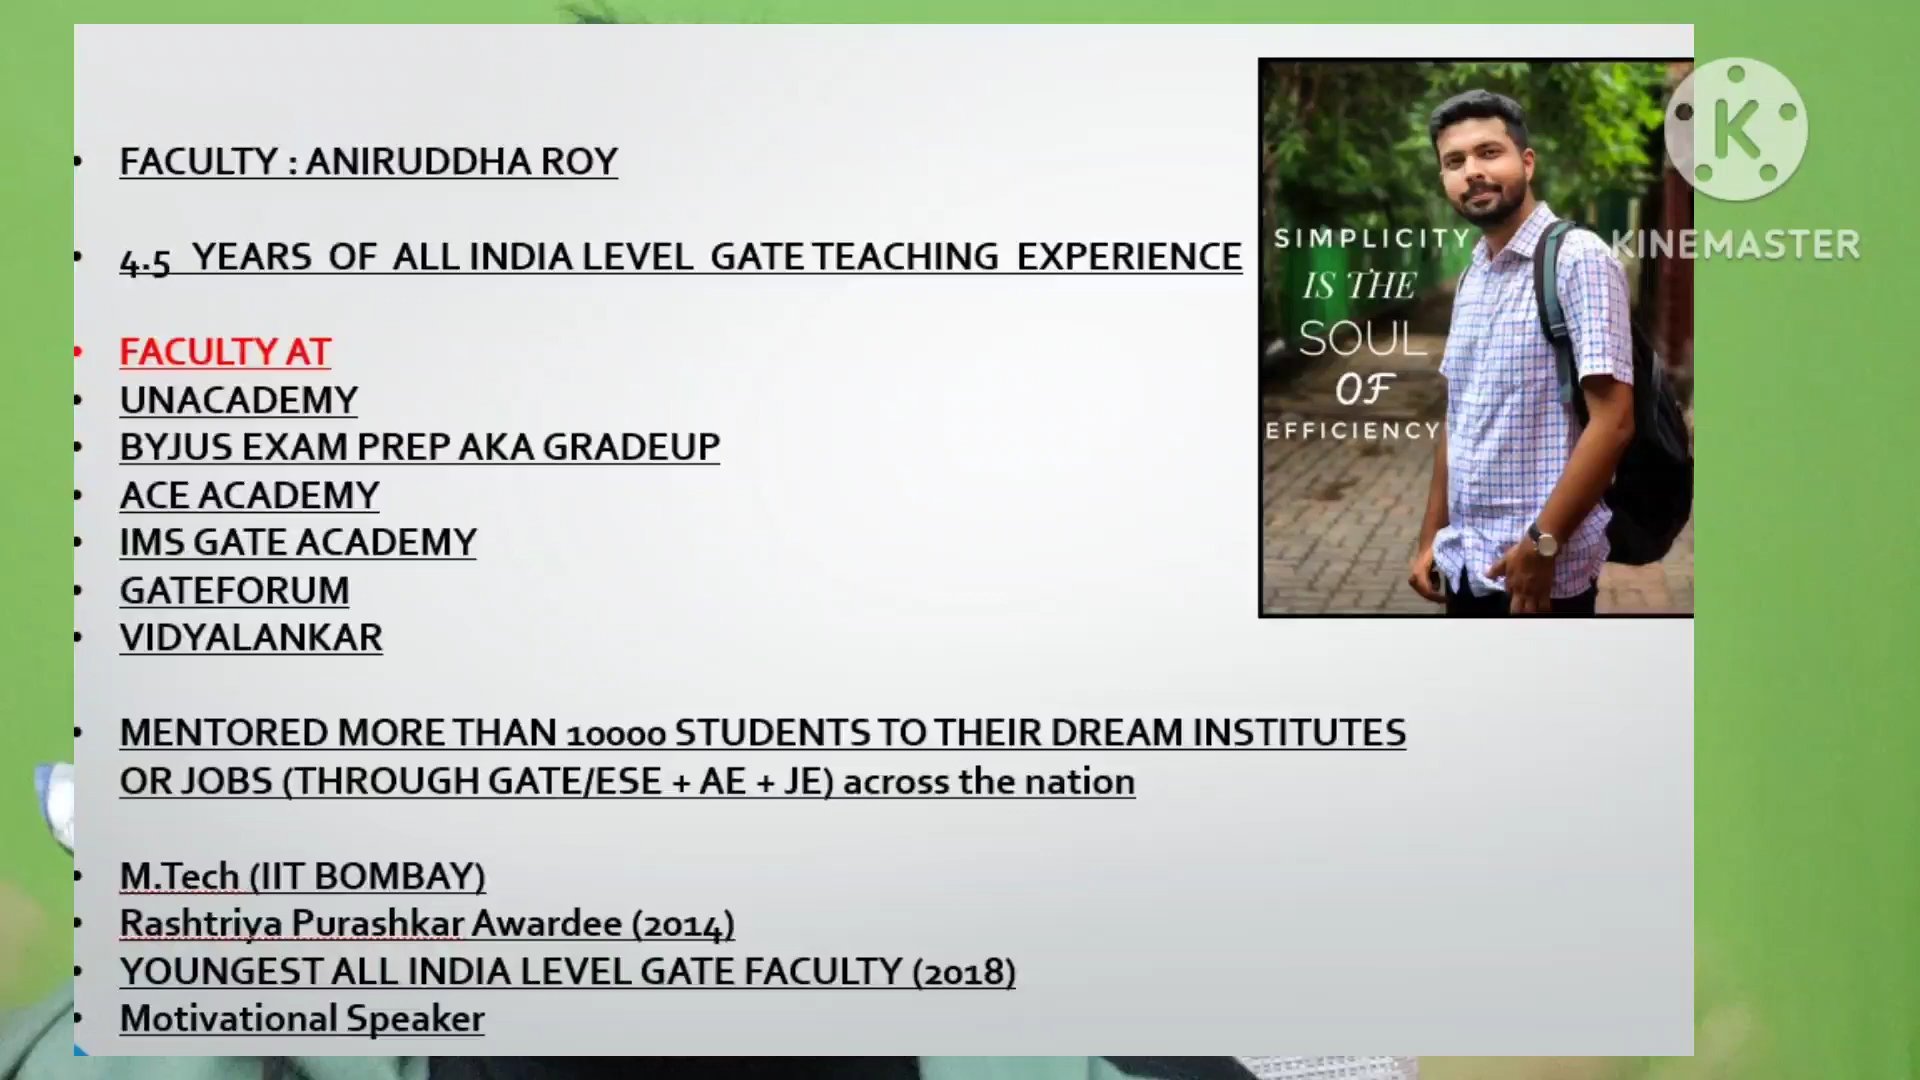 FACULTY : ANIRUDDHA ROY
4.5 YEARS OF ALL INDIA LEVEL GATE TEACHING EXPERIENCE
FACULTY AT
UNACADEMY
BYJUS EXAM PREP AKA GRADEUP
ACE ACADEMY
IMS GATE ACADEMY
GATEFORUM
VIDYALANKAR
MENTORED MORE THAN 10000 STUDENTS TO THEIR DREAM INSTITUTES
OR JOBS (THROUGH GATE/ESE + AE + JE) across the nation
M.Tech (IIT BOMBAY)
Rashtriya Purashkar Awardee (2014)
YOUNGEST ALL INDIA LEVEL GATE FACULTY (2018)
Motivational Speaker
SIMPLICITY
IS THE
SOUL
OF
EFFICIENCY
K
KINEMASTER